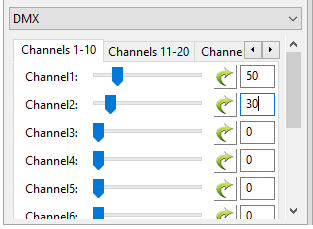 DMX
Channels 1-10 Channels 11-20 Channe
Channel1: 50
Channel2: 30
Channel3: 0
Channel4: 0
Channel5: 0
Channel6: 0